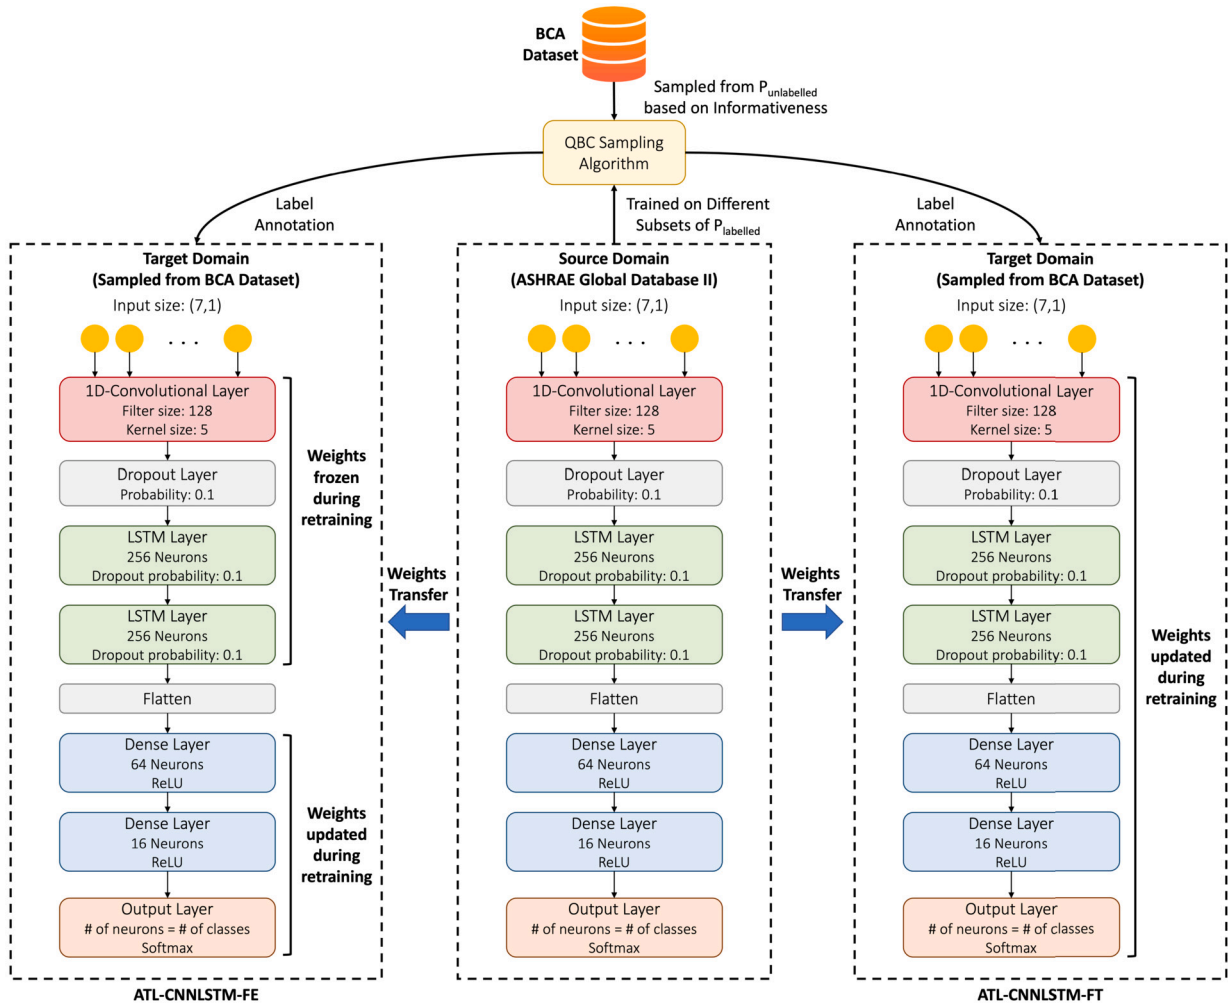 BCA
Dataset
Sampled from P_unlabelled
based on Informativeness
QBC Sampling
Algorithm
Label
Annotation
Trained on Different
Subsets of P_labelled
Label
Annotation
Target Domain
(Sampled from BCA Dataset)
Input size: (7,1)
. . .
1D-Convolutional Layer
Filter size: 128
Kernel size: 5
Dropout Layer
Probability: 0.1
LSTM Layer
256 Neurons
Dropout probability: 0.1
LSTM Layer
256 Neurons
Dropout probability: 0.1
Flatten
Dense Layer
64 Neurons
ReLU
Dense Layer
16 Neurons
ReLU
Output Layer
# of neurons = # of classes
Softmax
Weights
frozen
during
retraining
Weights
updated
during
retraining
ATL-CNNLSTM-FE
Weights
Transfer
Source Domain
(ASHRAE Global Database II)
Input size: (7,1)
. . .
1D-Convolutional Layer
Filter size: 128
Kernel size: 5
Dropout Layer
Probability: 0.1
LSTM Layer
256 Neurons
Dropout probability: 0.1
LSTM Layer
256 Neurons
Dropout probability: 0.1
Flatten
Dense Layer
64 Neurons
ReLU
Dense Layer
16 Neurons
ReLU
Output Layer
# of neurons = # of classes
Softmax
Weights
Transfer
Target Domain
(Sampled from BCA Dataset)
Input size: (7,1)
. . .
1D-Convolutional Layer
Filter size: 128
Kernel size: 5
Dropout Layer
Probability: 0.1
LSTM Layer
256 Neurons
Dropout probability: 0.1
LSTM Layer
256 Neurons
Dropout probability: 0.1
Flatten
Dense Layer
64 Neurons
ReLU
Dense Layer
16 Neurons
ReLU
Output Layer
# of neurons = # of classes
Softmax
Weights
updated
during
retraining
ATL-CNNLSTM-FT